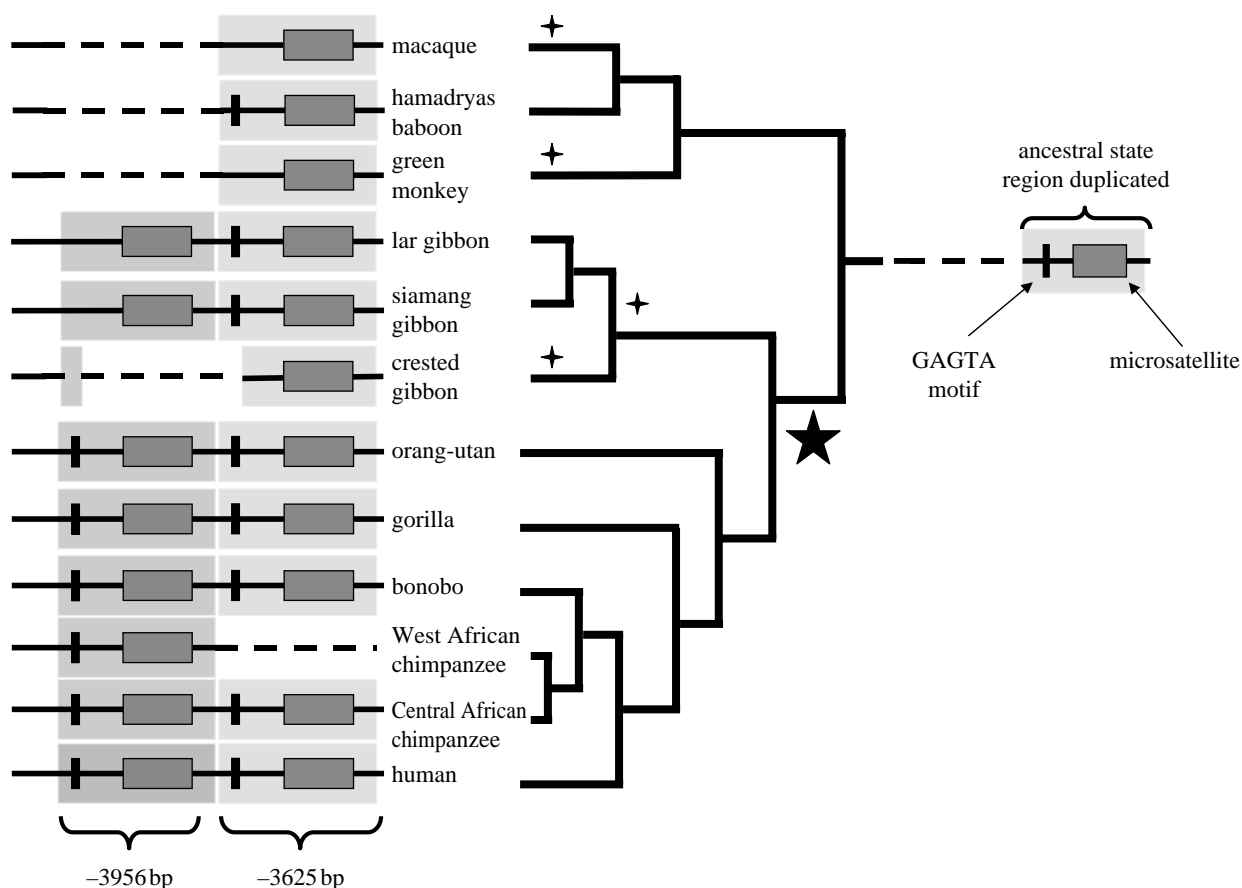 macaque
hamadryas
baboon
green
monkey
lar gibbon
siamang
gibbon
crested
gibbon
orang-utan
gorilla
bonobo
West African
chimpanzee
Central African
chimpanzee
human
–3956 bp
–3625 bp
ancestral state
region duplicated
GAGTA
motif
microsatellite